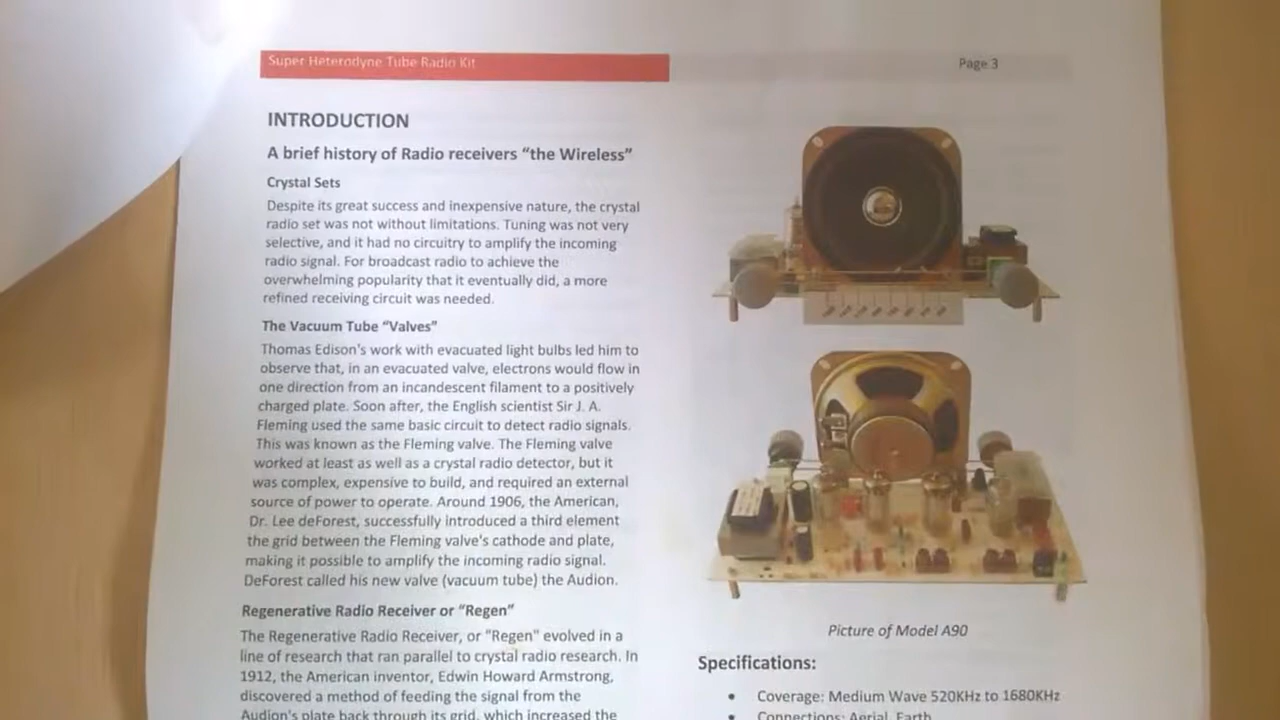 Super Heterodyne Tube Radio Kit
Page 3
INTRODUCTION
A brief history of Radio receivers “the Wireless”
Crystal Sets
Despite its great success and inexpensive nature, the crystal
radio set was not without limitations. Tuning was not very
selective, and it had no circuitry to amplify the incoming
radio signal. For broadcast radio to achieve the
overwhelming popularity that it eventually did, a more
refined receiving circuit was needed.
The Vacuum Tube “Valves”
Thomas Edison's work with evacuated light bulbs led him to
observe that, in an evacuated valve, electrons would flow in
one direction from an incandescent filament to a positively
charged plate. Soon after, the English scientist Sir J. A.
Fleming used the same basic circuit to detect radio signals.
This was known as the Fleming valve. The Fleming valve
worked at least as well as a crystal radio detector, but it
was complex, expensive to build, and required an external
source of power to operate. Around 1906, the American,
Dr. Lee deForest, successfully introduced a third element
the grid between the Fleming valve's cathode and plate,
making it possible to amplify the incoming radio signal.
DeForest called his new valve (vacuum tube) the Audion.
Regenerative Radio Receiver or “Regen”
The Regenerative Radio Receiver, or "Regen" evolved in a
line of research that ran parallel to crystal radio research. In
1912, the American inventor, Edwin Howard Armstrong,
discovered a method of feeding the signal from the
Audion's plate back through its grid, which increased the
Picture of Model A90
Specifications:
• Coverage: Medium Wave 520KHz to 1680KHz
• Connections: Aerial, Earth